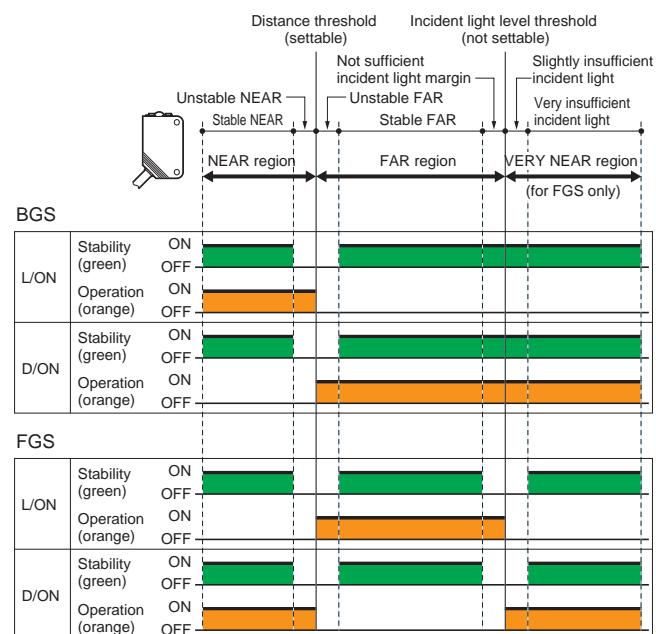 Distance threshold
(settable)
Incident light level threshold
(not settable)
Not sufficient
incident light margin
Slightly insufficient
incident light
Unstable NEAR
Unstable FAR
Very insufficient
incident light
Stable NEAR
Stable FAR
NEAR region
FAR region
VERY NEAR region
(for FGS only)
BGS
L/ON
Stability
(green)
ON
OFF
Operation
(orange)
ON
OFF
D/ON
Stability
(green)
ON
OFF
Operation
(orange)
ON
OFF
FGS
L/ON
Stability
(green)
ON
OFF
Operation
(orange)
ON
OFF
D/ON
Stability
(green)
ON
OFF
Operation
(orange)
ON
OFF